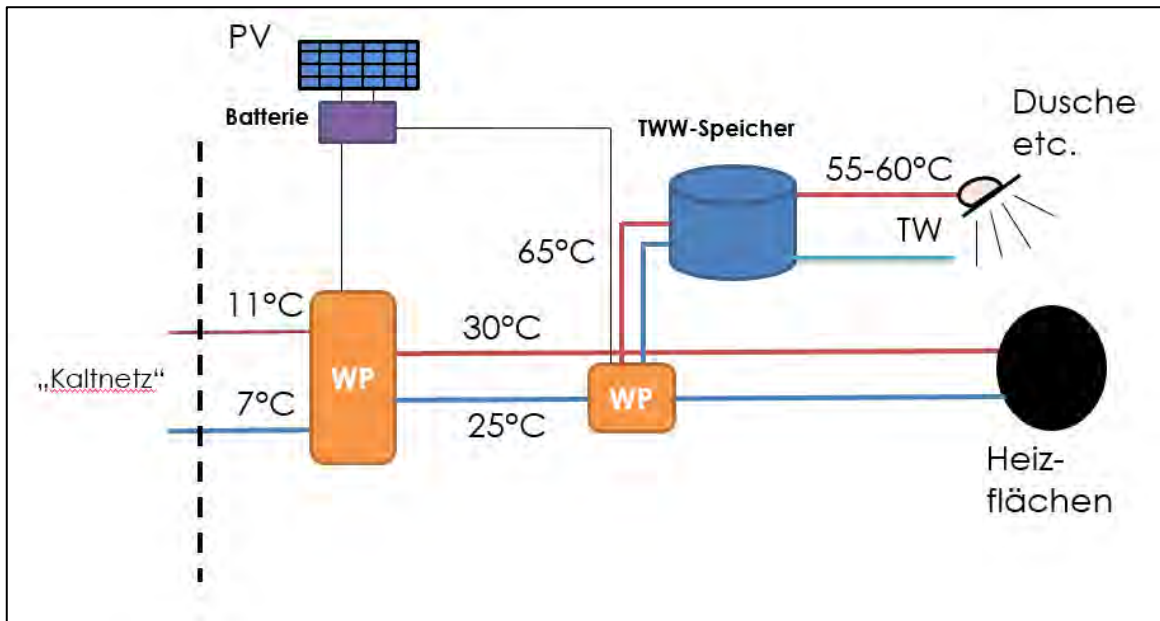 PV
Batterie
TWW-Speicher
Dusche
etc.
55-60°C
TW
65°C
11°C
30°C
„Kaltnetz“
WP
WP
7°C
25°C
Heiz-
flächen